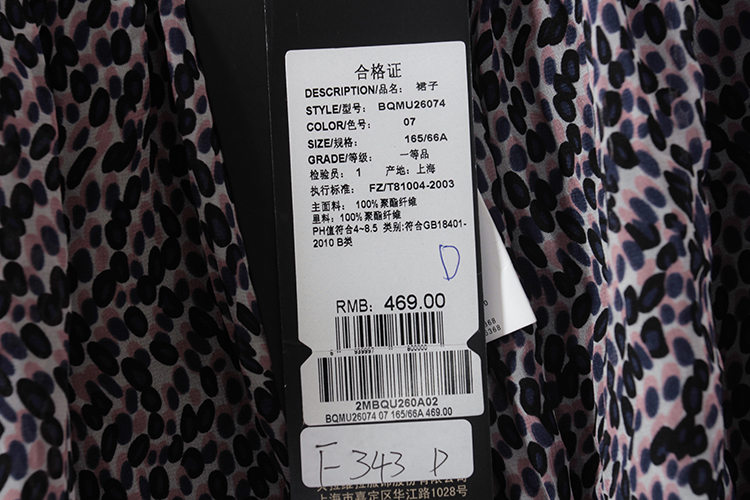 合格证
DESCRIPTION/品名: 裙子
STYLE/型号: BQMU26074
COLOR/色号: 07
SIZE/规格: 165/66A
GRADE/等级: 一等品
检验员: 1 产地: 上海
执行标准: FZ/T81004-2003
主面料: 100%聚酯纤维
里料: 100%聚酯纤维
PH值符合4~8.5 类别:符合GB18401-
2010 B类
D
RMB: 469.00
2MBQU260A02
BQMU26074 07 165/66A 469.00
F-343 D
上海市嘉定区华江路1028号